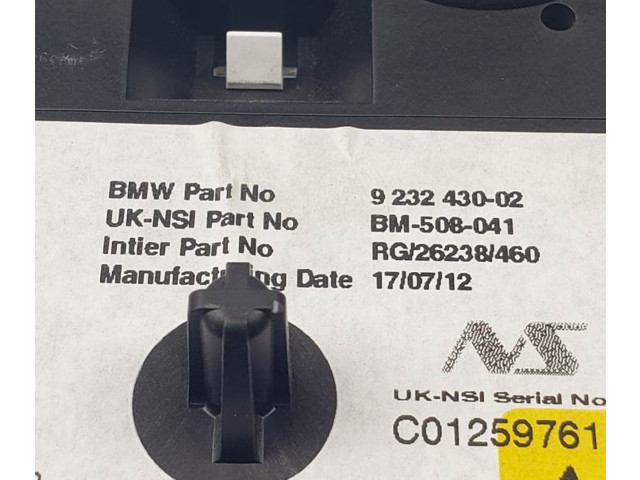 BMW Part No 9 232 430-02
UK-NSI Part No BM-508-041
Intier Part No RG/26238/460
Manufacturing Date 17/07/12
UK-NSI Serial No
C01259761